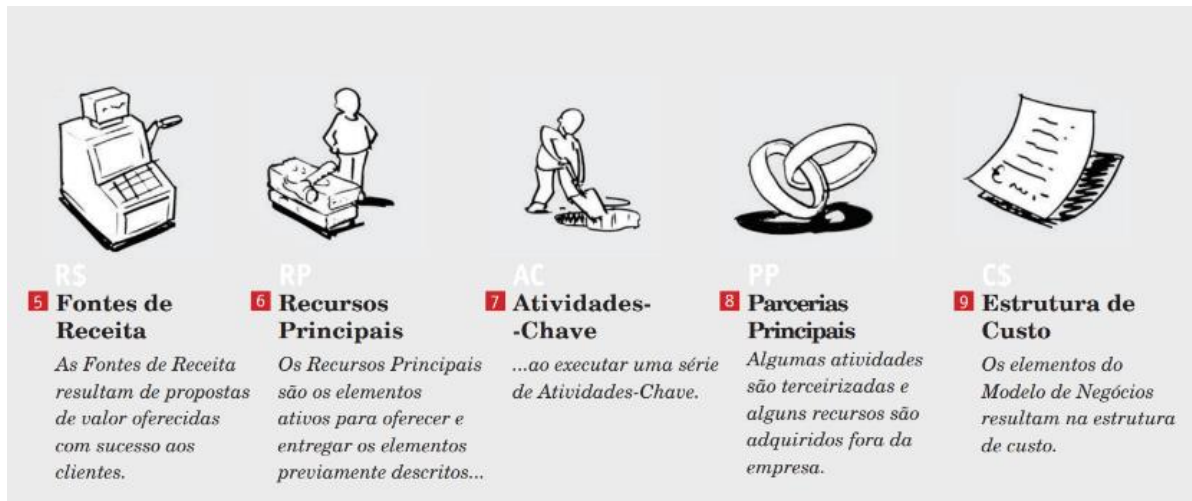 R$
5 Fontes de
Receita
As Fontes de Receita
resultam de propostas
de valor oferecidas
com sucesso aos
clientes.
RP
6 Recursos
Principais
Os Recursos Principais
são os elementos
ativos para oferecer e
entregar os elementos
previamente descritos...
AC
7 Atividades-
-Chave
...ao executar uma série
de Atividades-Chave.
PP
8 Parcerias
Principais
Algumas atividades
são terceirizadas e
alguns recursos são
adquiridos fora da
empresa.
C$
9 Estrutura de
Custo
Os elementos do
Modelo de Negócios
resultam na estrutura
de custo.
€